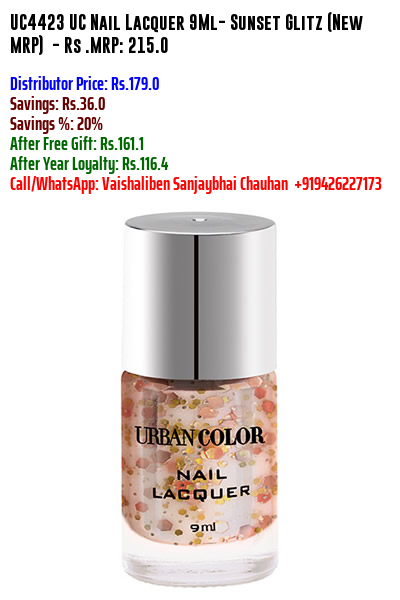 UC4423 UC Nail Lacquer 9Ml- Sunset Glitz (New
MRP) - Rs .MRP: 215.0
Distributor Price: Rs.179.0
Savings: Rs.36.0
Savings %: 20%
After Free Gift: Rs.161.1
After Year Loyalty: Rs.116.4
Call/WhatsApp: Vaishaliben Sanjaybhai Chauhan +919426227173
URBAN COLOR
NAIL
LACQUER
9ml